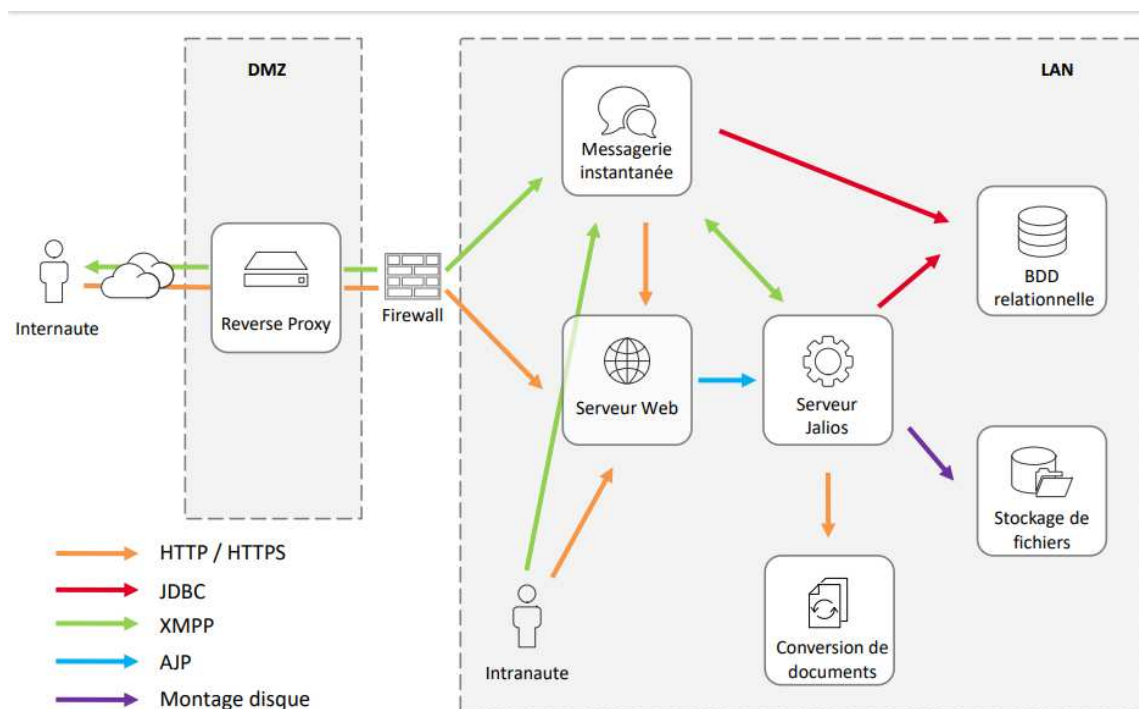 DMZ
LAN
Messagerie
instantanée
BDD
relationnelle
Internaute
Reverse Proxy
Firewall
Serveur Web
Serveur
Jalios
Stockage de
fichiers
Conversion de
documents
Intranaute
HTTP / HTTPS
JDBC
XMPP
AJP
Montage disque